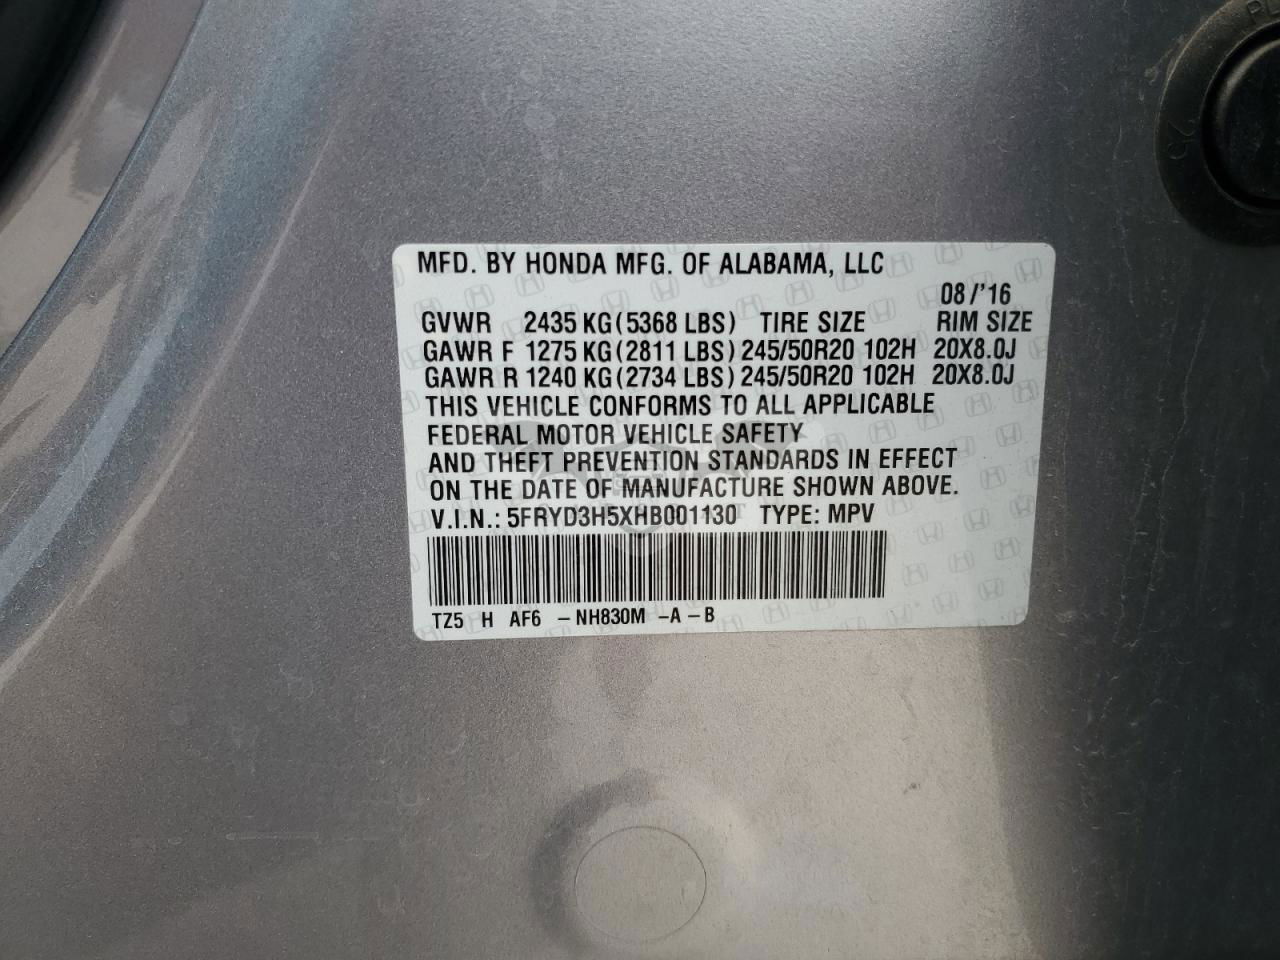 MFD. BY HONDA MFG. OF ALABAMA, LLC
08/'16
GVWR 2435 KG(5368 LBS) TIRE SIZE RIM SIZE
GAWR F 1275 KG(2811 LBS) 245/50R20 102H 20X8.0J
GAWR R 1240 KG(2734 LBS) 245/50R20 102H 20X8.0J
THIS VEHICLE CONFORMS TO ALL APPLICABLE
FEDERAL MOTOR VEHICLE SAFETY
AND THEFT PREVENTION STANDARDS IN EFFECT
ON THE DATE OF MANUFACTURE SHOWN ABOVE.
V.I.N.: 5FRYD3H5XHB001130 TYPE: MPV
TZ5 H AF6 -NH830M -A -B